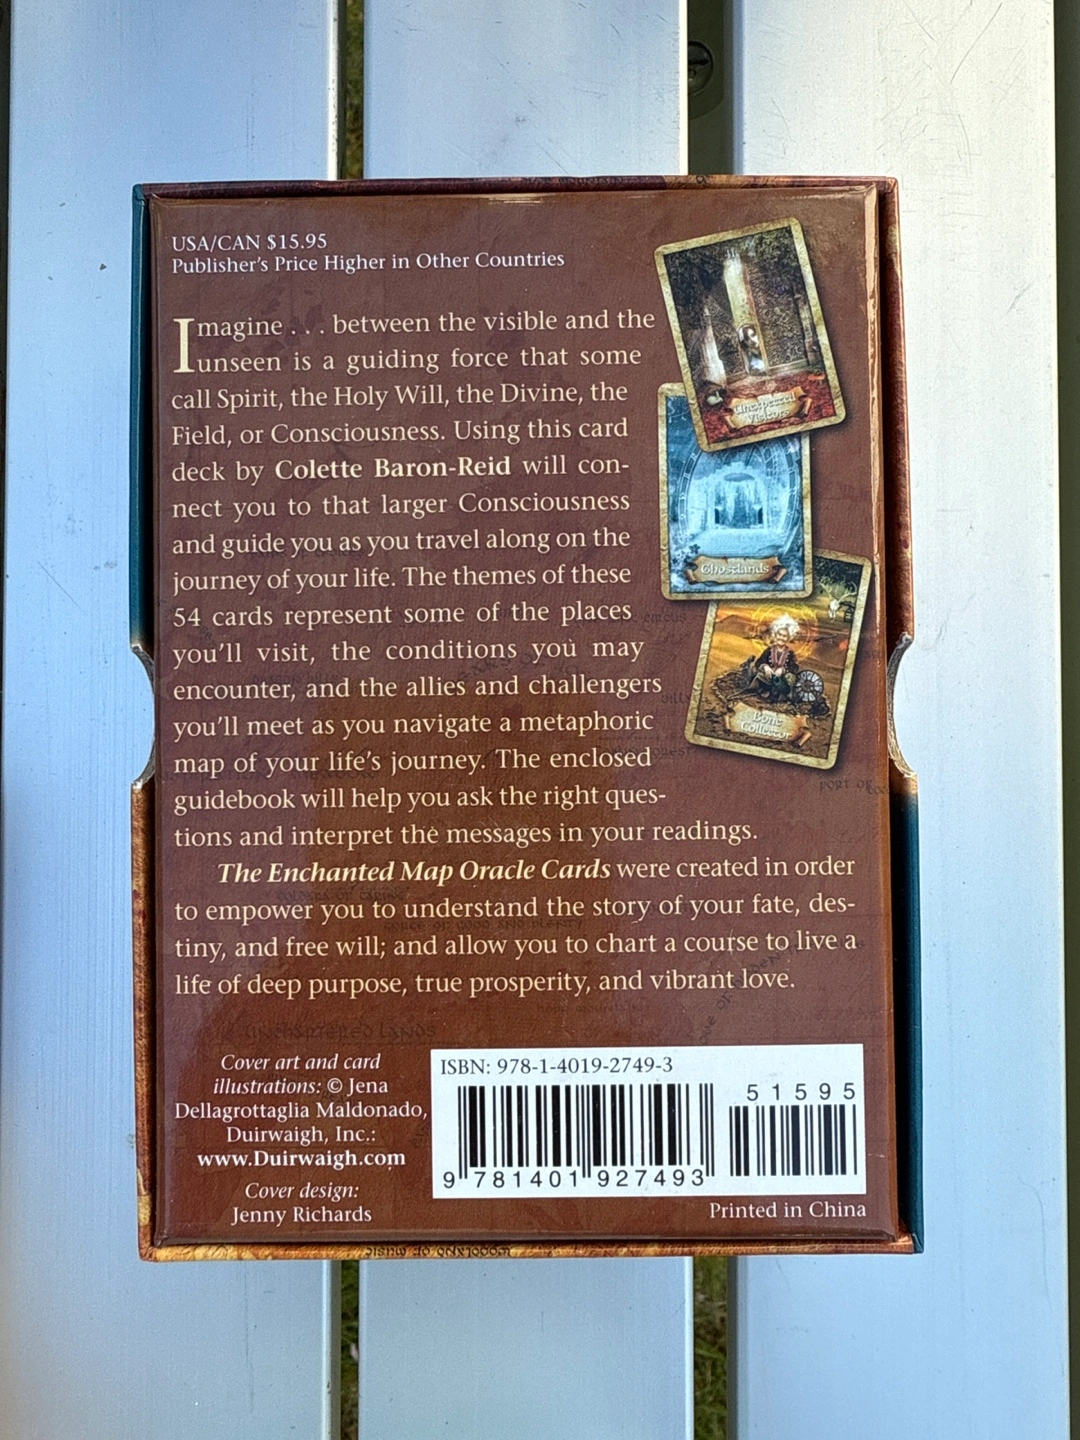 USA/CAN $15.95
Publisher's Price Higher in Other Countries
Imagine . . . between the visible and the
unseen is a guiding force that some
call Spirit, the Holy Will, the Divine, the
Field, or Consciousness. Using this card
deck by Colette Baron-Reid will con-
nect you to that larger Consciousness
and guide you as you travel along on the
journey of your life. The themes of these
54 cards represent some of the places
you'll visit, the conditions you may
encounter, and the allies and challengers
you'll meet as you navigate a metaphoric
map of your life's journey. The enclosed
guidebook will help you ask the right ques-
tions and interpret the messages in your readings.
The Enchanted Map Oracle Cards were created in order
to empower you to understand the story of your fate, des-
tiny, and free will; and allow you to chart a course to live a
life of deep purpose, true prosperity, and vibrant love.
Unexpected
Visitors
Ghostlands
Bone
Collector
UNCHARTERED LANDS
Cover art and card
illustrations: © Jena
Dellagrottaglia Maldonado,
Duirwaigh, Inc.:
www.Duirwaigh.com
Cover design:
Jenny Richards
ISBN: 978-1-4019-2749-3
51595
9 781401 927493
Printed in China